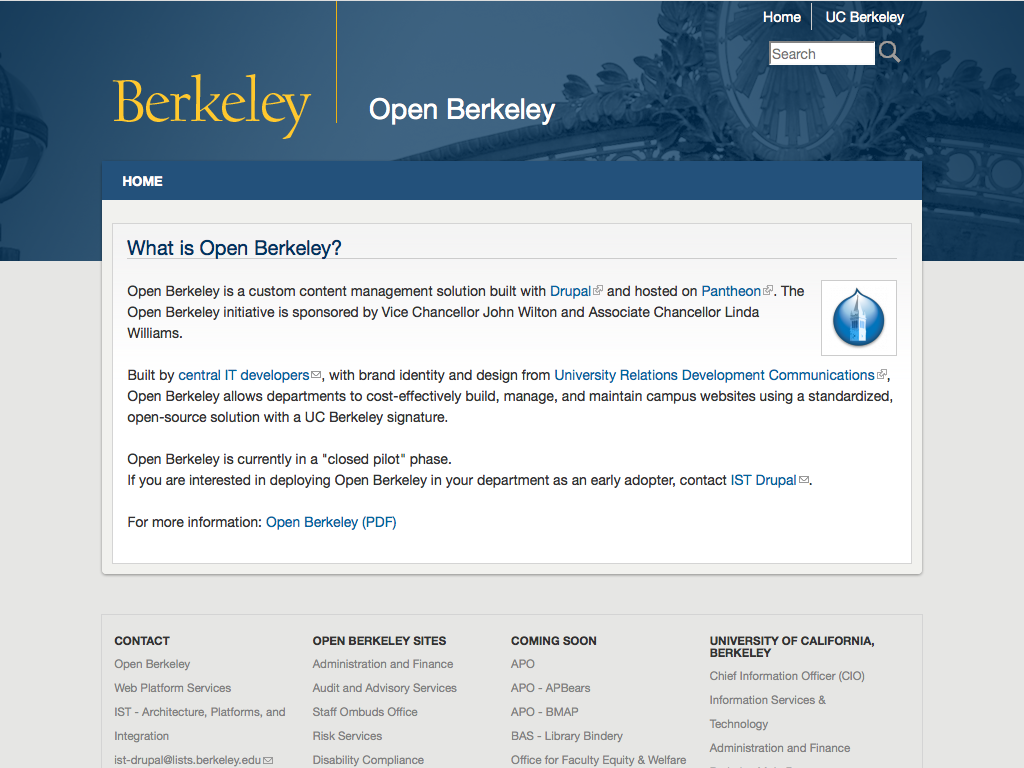 Home
UC Berkeley
Search
Berkeley
Open Berkeley
HOME
What is Open Berkeley?
Open Berkeley is a custom content management solution built with Drupal and hosted on Pantheon. The
Open Berkeley initiative is sponsored by Vice Chancellor John Wilton and Associate Chancellor Linda
Williams.
Built by central IT developers, with brand identity and design from University Relations Development Communications,
Open Berkeley allows departments to cost-effectively build, manage, and maintain campus websites using a standardized,
open-source solution with a UC Berkeley signature.
Open Berkeley is currently in a "closed pilot" phase.
If you are interested in deploying Open Berkeley in your department as an early adopter, contact IST Drupal.
For more information: Open Berkeley (PDF)
CONTACT
Open Berkeley
Web Platform Services
IST - Architecture, Platforms, and
Integration
ist-drupal@lists.berkeley.edu
OPEN BERKELEY SITES
Administration and Finance
Audit and Advisory Services
Staff Ombuds Office
Risk Services
Disability Compliance
COMING SOON
APO
APO - APBears
APO - BMAP
BAS - Library Bindery
Office for Faculty Equity & Welfare
UNIVERSITY OF CALIFORNIA,
BERKELEY
Chief Information Officer (CIO)
Information Services &
Technology
Administration and Finance